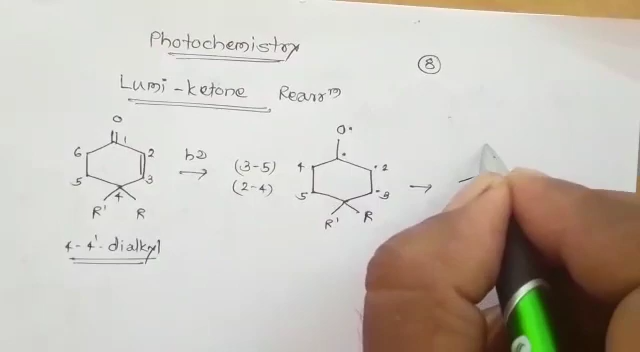 Photochemistry
8
Lumi-ketone Rearrm
O
1
6 2
5 3
4
R' R
hν
(3-5)
(2-4)
O•
4 2
5 3
R' R
4-4'-dialkyl